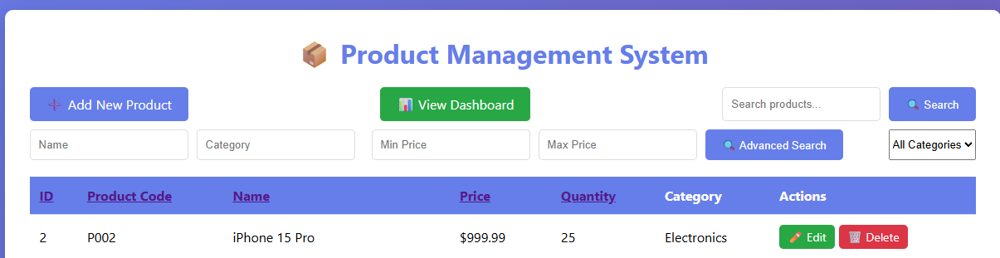 📦 Product Management System
➕ Add New Product 📊 View Dashboard Search products... 🔍 Search
Name Category Min Price Max Price 🔍 Advanced Search All Categories
ID Product Code Name Price Quantity Category Actions
2 P002 iPhone 15 Pro $999.99 25 Electronics ✏️ Edit 🗑️ Delete